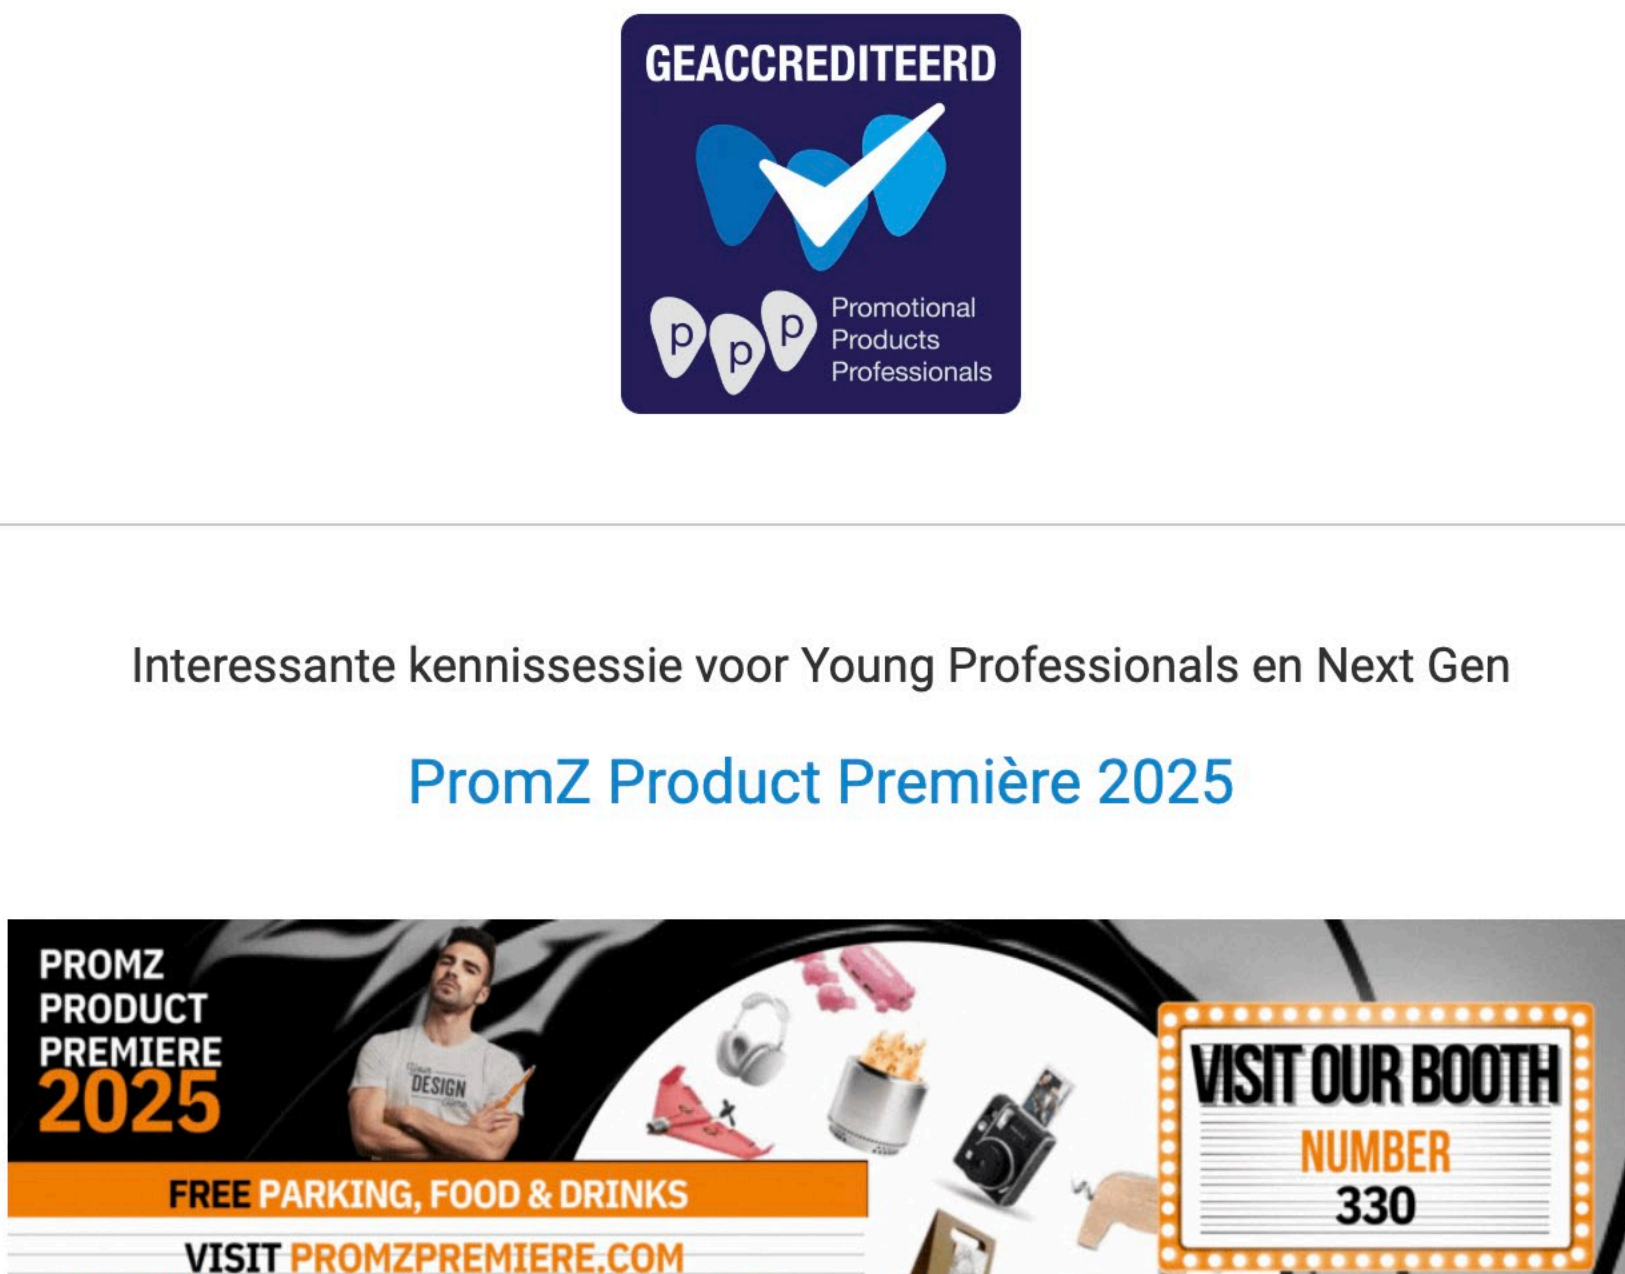 GEACCREDITEERD
p p p
Promotional
Products
Professionals
Interessante kennissessie voor Young Professionals en Next Gen
PromZ Product Première 2025
PROMZ
PRODUCT
PREMIERE
2025
Your
DESIGN
FREE PARKING, FOOD & DRINKS
VISIT PROMZPREMIERE.COM
VISIT OUR BOOTH
NUMBER
330